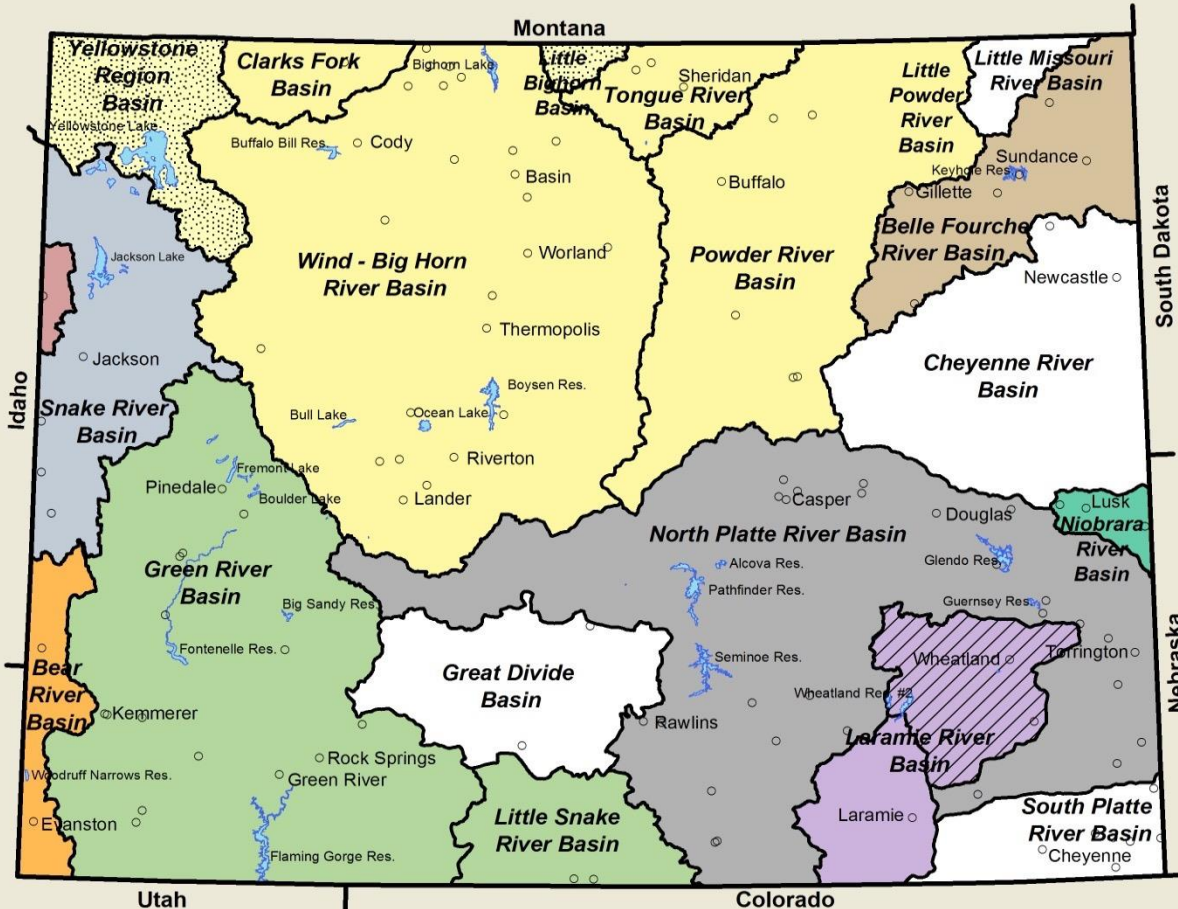 Montana
Yellowstone
Region
Basin
Clarks Fork
Basin
Bighorn Lake
Little
Bighorn
Basin
Sheridan
Tongue River
Basin
Little
Powder
River
Basin
Little Missouri
River Basin
Yellowstone Lake
Buffalo Bill Res.
Cody
Basin
Buffalo
Sundance
Keyhole Res.
Gillette
Belle Fourche
River Basin
Jackson Lake
Wind - Big Horn
River Basin
Worland
Powder River
Basin
Newcastle
South Dakota
Thermopolis
Jackson
Cheyenne River
Basin
Idaho
Snake River
Basin
Boysen Res.
Bull Lake
Ocean Lake
Riverton
Lander
Fremont Lake
Pinedale
Boulder Lake
Casper
Douglas
Lusk
Niobrara
River
Basin
North Platte River Basin
Glendo Res.
Alcova Res.
Pathfinder Res.
Green River
Basin
Big Sandy Res.
Guernsey Res.
Fontenelle Res.
Bear
River
Basin
Great Divide
Basin
Seminoe Res.
Wheatland
Torrington
Nebraska
Wheatland Res. #2
Kemmerer
Rawlins
Laramie River
Basin
Rock Springs
Green River
Woodruff Narrows Res.
Evanston
Little Snake
River Basin
Laramie
South Platte
River Basin
Cheyenne
Flaming Gorge Res.
Utah
Colorado